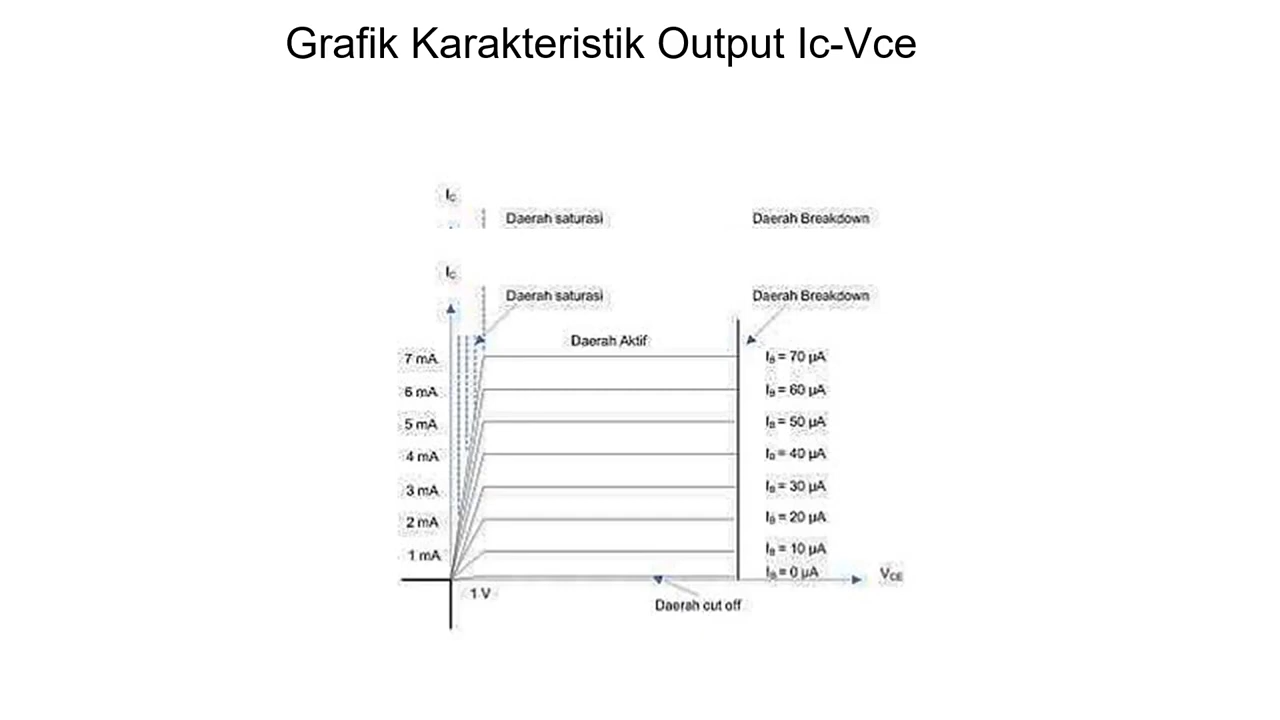 Grafik Karakteristik Output Ic-Vce
IC
Daerah saturasi
Daerah Breakdown
IC
Daerah saturasi
Daerah Breakdown
Daerah Aktif
7 mA
IB = 70 µA
6 mA
IB = 60 µA
5 mA
IB = 50 µA
4 mA
IB = 40 µA
3 mA
IB = 30 µA
2 mA
IB = 20 µA
1 mA
IB = 10 µA
IB = 0 µA
VCE
1 V
Daerah cut off